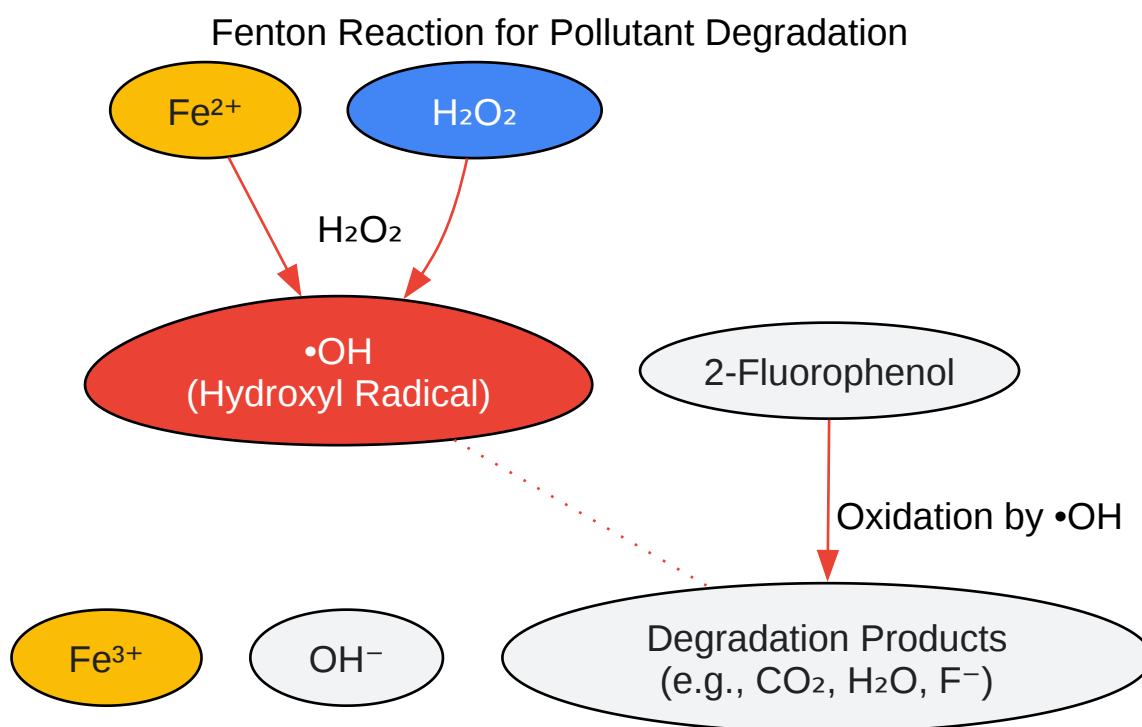 Fenton Reaction for Pollutant Degradation
Fe²⁺
H₂O₂
H₂O₂
•OH
(Hydroxyl Radical)
2-Fluorophenol
Oxidation by •OH
Fe³⁺
OH⁻
Degradation Products
(e.g., CO₂, H₂O, F⁻)